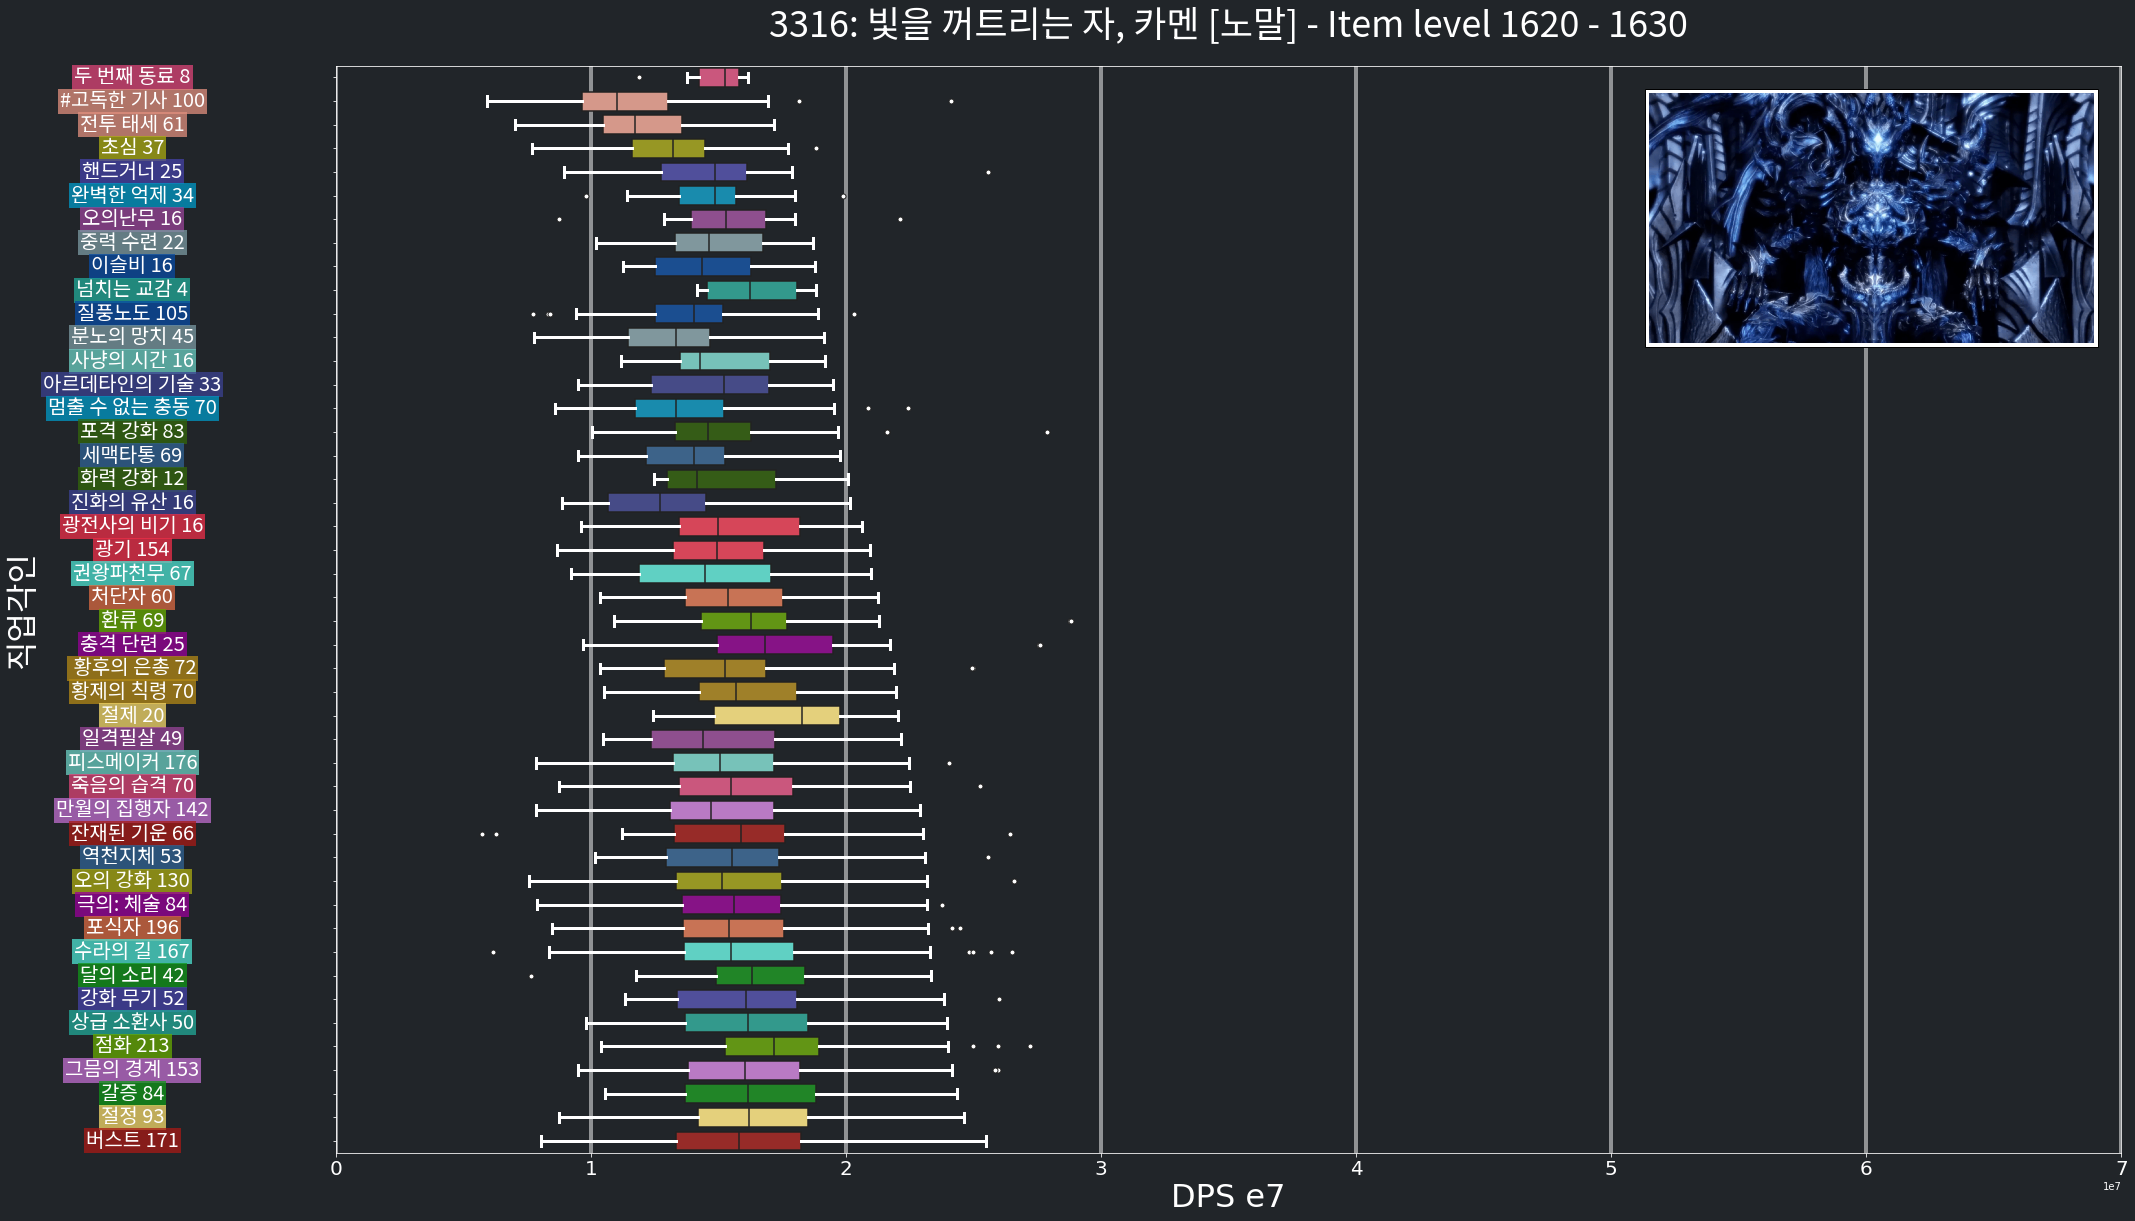 3316: 빛을 꺼트리는 자, 카멘 [노말] - Item level 1620 - 1630
두 번째 동료 8
#고독한 기사 100
전투 태세 61
초심 37
핸드거너 25
완벽한 억제 34
오의난무 16
중력 수련 22
이슬비 16
넘치는 교감 4
질풍노도 105
분노의 망치 45
사냥의 시간 16
아르데타인의 기술 33
멈출 수 없는 충동 70
포격 강화 83
세맥타통 69
화력 강화 12
진화의 유산 16
광전사의 비기 16
광기 154
권왕파천무 67
처단자 60
환류 69
충격 단련 25
황후의 은총 72
황제의 칙령 70
절제 20
일격필살 49
피스메이커 176
죽음의 습격 70
만월의 집행자 142
잔재된 기운 66
역천지체 53
오의 강화 130
극의: 체술 84
포식자 196
수라의 길 167
달의 소리 42
강화 무기 52
상급 소환사 50
점화 213
그믐의 경계 153
갈증 84
절정 93
버스트 171
직업각인
0 1 2 3 4 5 6 7
1e7
DPS e7